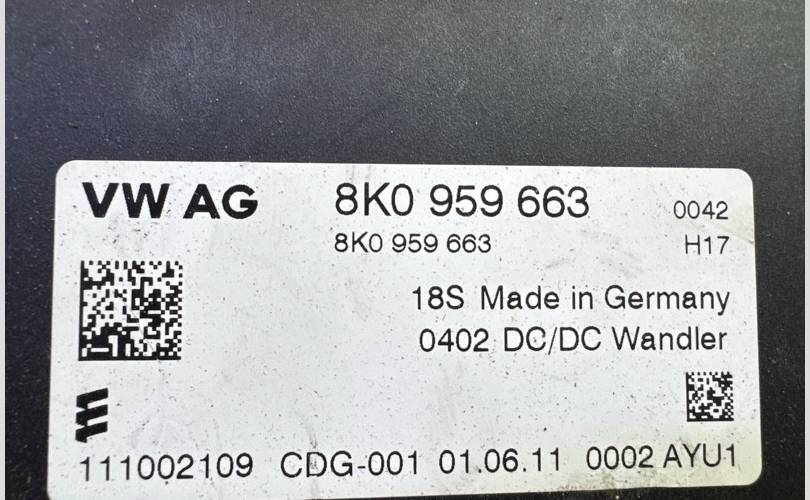 VW AG 8K0 959 663 0042
8K0 959 663 H17
18S Made in Germany
0402 DC/DC Wandler
111002109 CDG-001 01.06.11 0002 AYU1